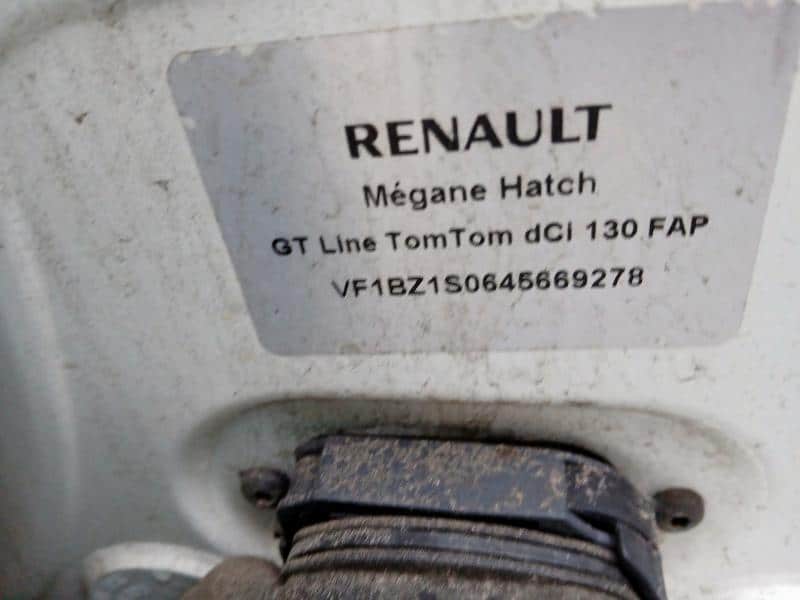 RENAULT
Mégane Hatch
GT Line TomTom dCi 130 FAP
VF1BZ1S0645669278